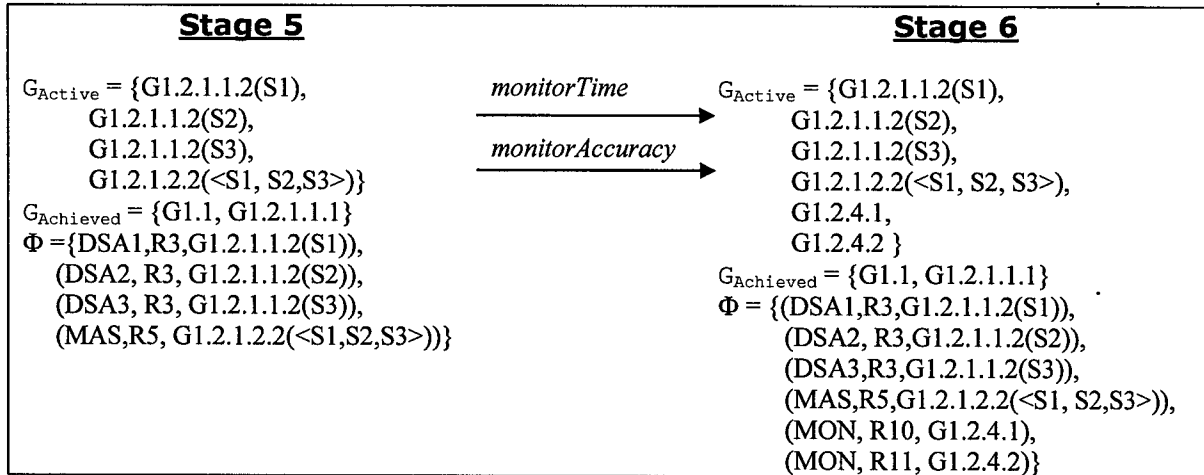 Stage 5
G_Active = {G1.2.1.1.2(S1),
G1.2.1.1.2(S2),
G1.2.1.1.2(S3),
G1.2.1.2.2(<S1, S2,S3>)}
G_Achieved = {G1.1, G1.2.1.1.1}
Φ ={DSA1,R3,G1.2.1.1.2(S1)),
(DSA2, R3, G1.2.1.1.2(S2)),
(DSA3, R3, G1.2.1.1.2(S3)),
(MAS,R5, G1.2.1.2.2(<S1,S2,S3>))}
monitorTime
monitorAccuracy
Stage 6
G_Active = {G1.2.1.1.2(S1),
G1.2.1.1.2(S2),
G1.2.1.1.2(S3),
G1.2.1.2.2(<S1, S2, S3>),
G1.2.4.1,
G1.2.4.2 }
G_Achieved = {G1.1, G1.2.1.1.1}
Φ = {(DSA1,R3,G1.2.1.1.2(S1)),
(DSA2, R3,G1.2.1.1.2(S2)),
(DSA3,R3,G1.2.1.1.2(S3)),
(MAS,R5,G1.2.1.2.2(<S1, S2,S3>)),
(MON, R10, G1.2.4.1),
(MON, R11, G1.2.4.2)}